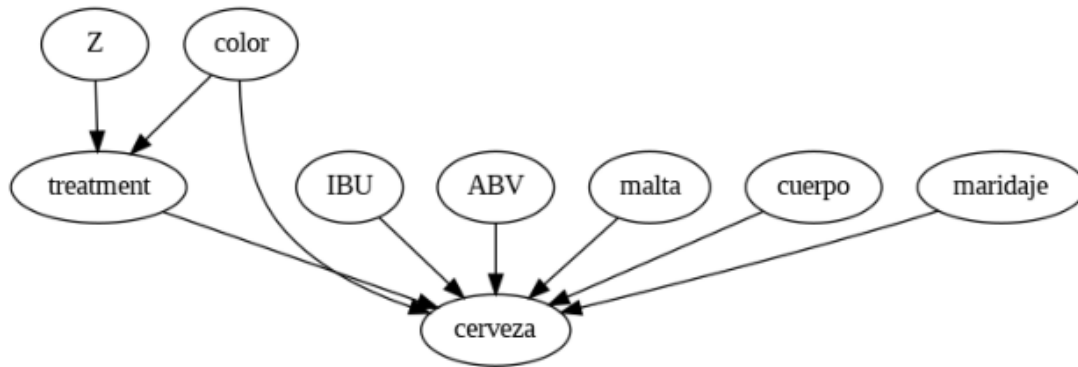 Z
color
treatment
IBU
ABV
malta
cuerpo
maridaje
cerveza